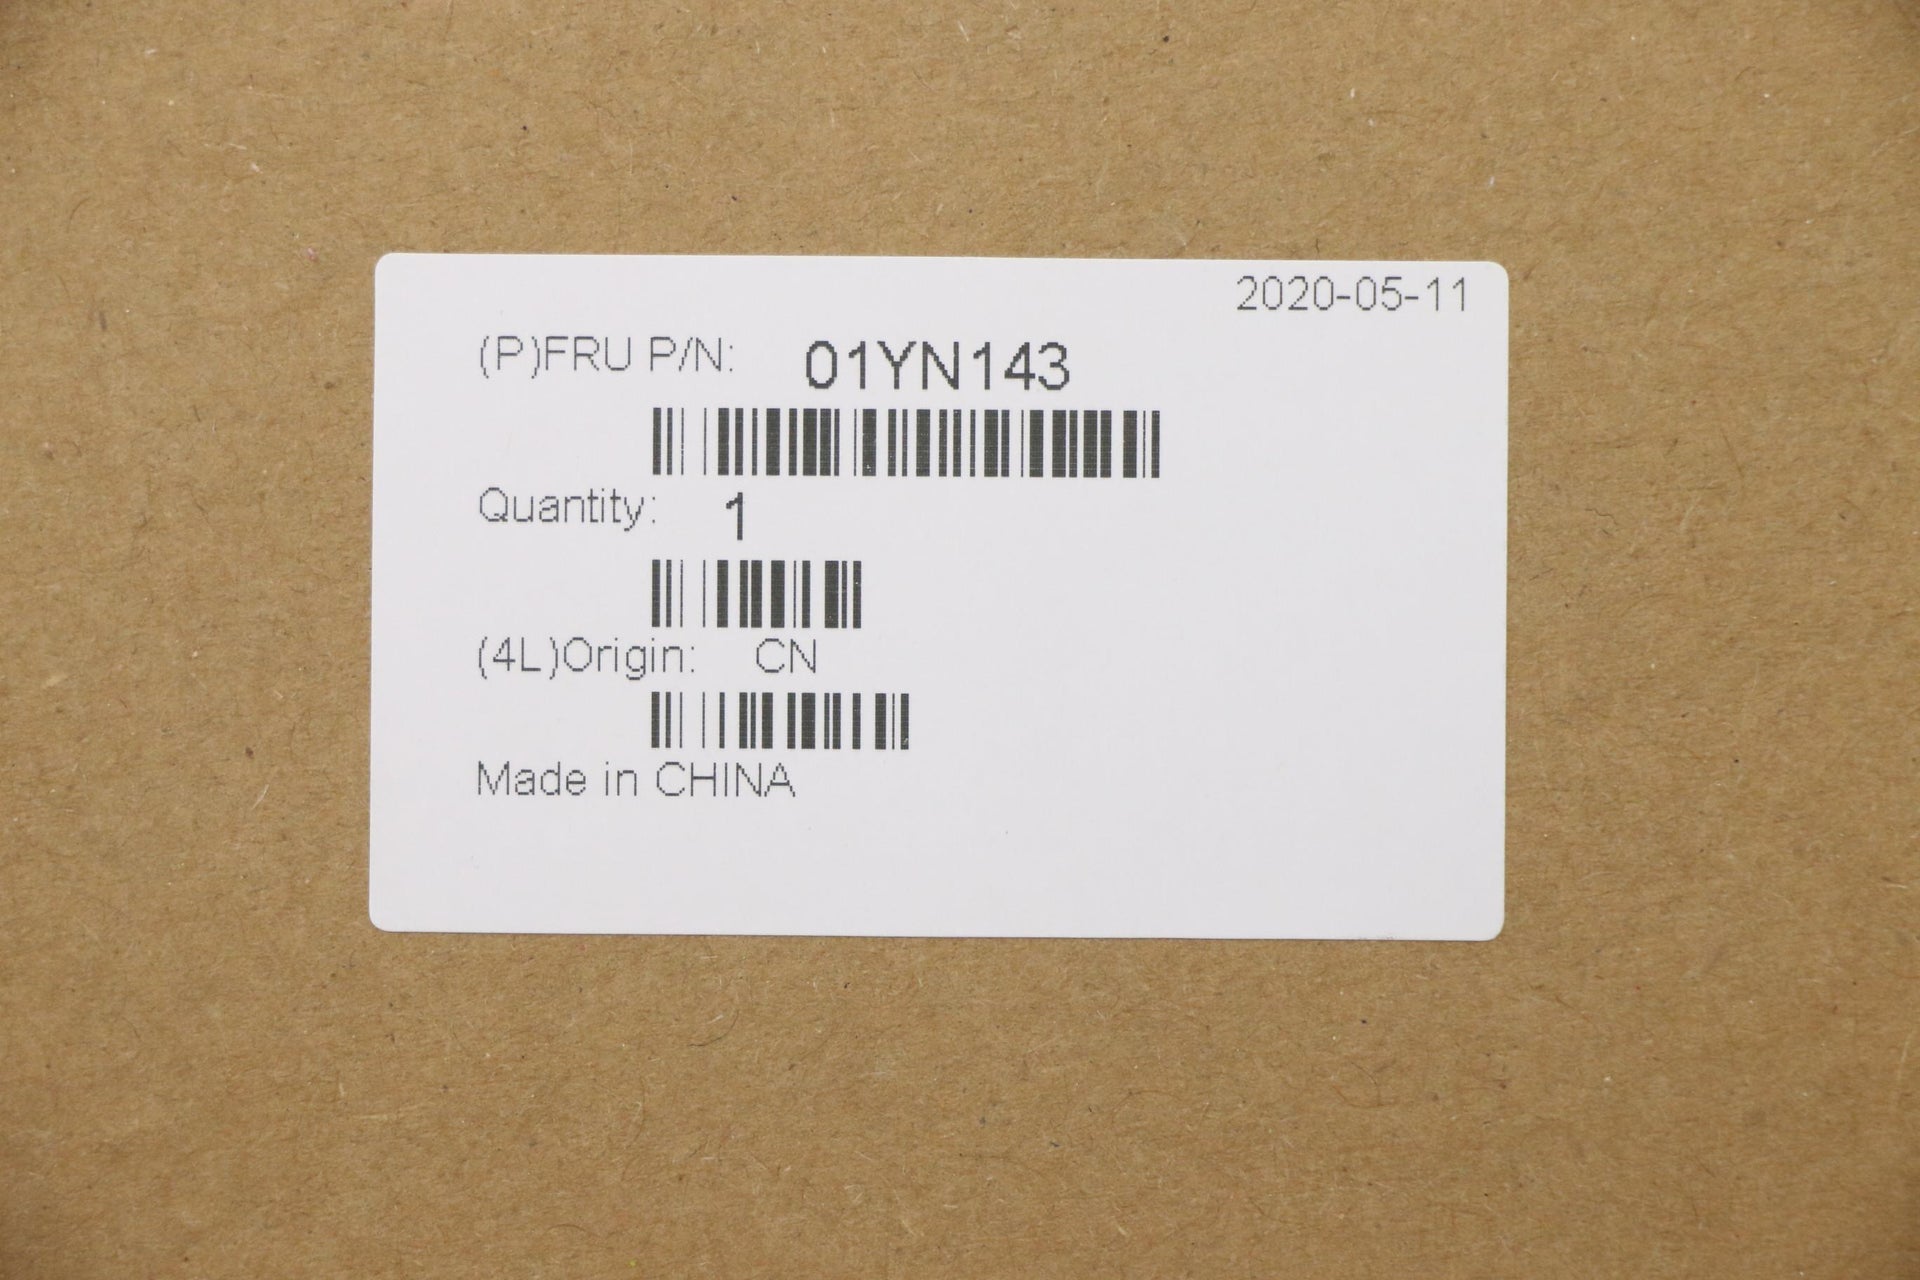 2020-05-11
(P)FRU P/N: 01YN143
Quantity: 1
(4L)Origin: CN
Made in CHINA